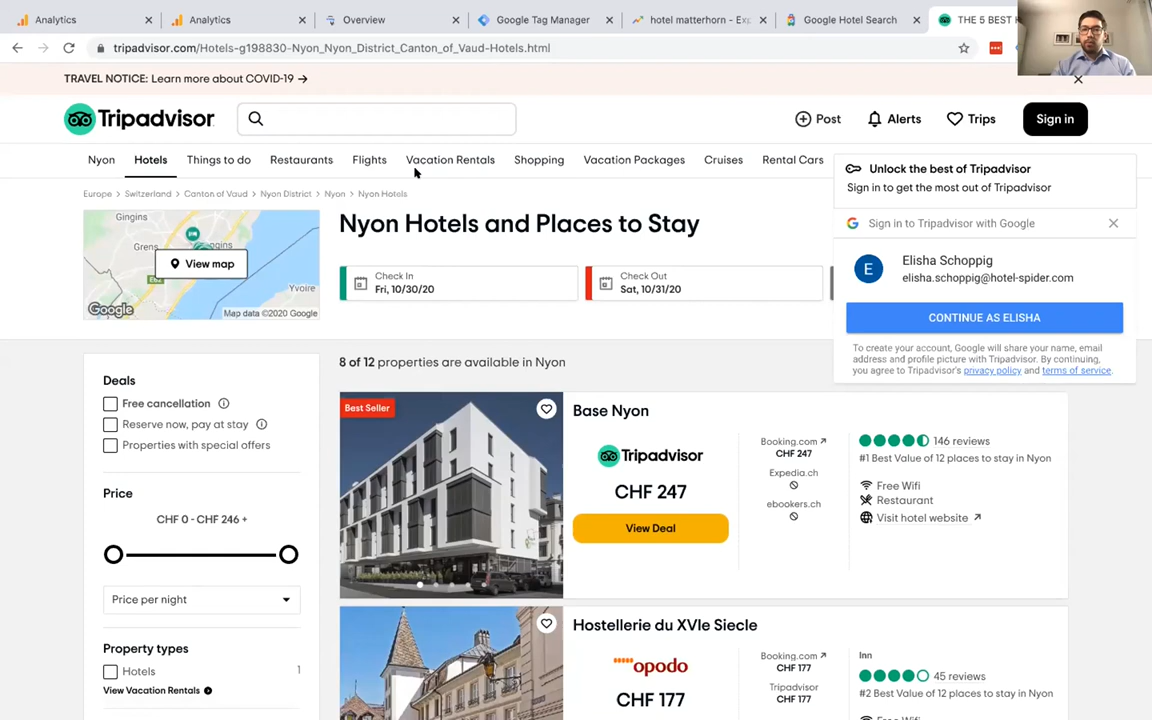 Analytics
Analytics
Overview
Google Tag Manager
hotel matterhorn - Exp
Google Hotel Search
THE 5 BEST H
tripadvisor.com/Hotels-g198830-Nyon_Nyon_District_Canton_of_Vaud-Hotels.html
TRAVEL NOTICE: Learn more about COVID-19 →
Tripadvisor
Post
Alerts
Trips
Sign in
Nyon
Hotels
Things to do
Restaurants
Flights
Vacation Rentals
Shopping
Vacation Packages
Cruises
Rental Cars
Unlock the best of Tripadvisor
Sign in to get the most out of Tripadvisor
Europe > Switzerland > Canton of Vaud > Nyon District > Nyon > Nyon Hotels
Sign in to Tripadvisor with Google
E
Elisha Schoppig
elisha.schoppig@hotel-spider.com
CONTINUE AS ELISHA
To create your account, Google will share your name, email
address and profile picture with Tripadvisor. By continuing,
you agree to Tripadvisor's privacy policy and terms of service.
Gingins
Grens
View map
Yvoire
Google
Map data ©2020 Google
Nyon Hotels and Places to Stay
Check In
Fri, 10/30/20
Check Out
Sat, 10/31/20
8 of 12 properties are available in Nyon
Deals
Free cancellation
Reserve now, pay at stay
Properties with special offers
Price
CHF 0 - CHF 246 +
Price per night
Property types
Hotels 1
View Vacation Rentals
Best Seller
Base Nyon
Tripadvisor
CHF 247
View Deal
Booking.com
CHF 247
Expedia.ch
ebookers.ch
146 reviews
#1 Best Value of 12 places to stay in Nyon
Free Wifi
Restaurant
Visit hotel website
Hostellerie du XVIe Siecle
opodo
CHF 177
Booking.com
CHF 177
Tripadvisor
CHF 177
Inn
45 reviews
#2 Best Value of 12 places to stay in Nyon
Free Wifi